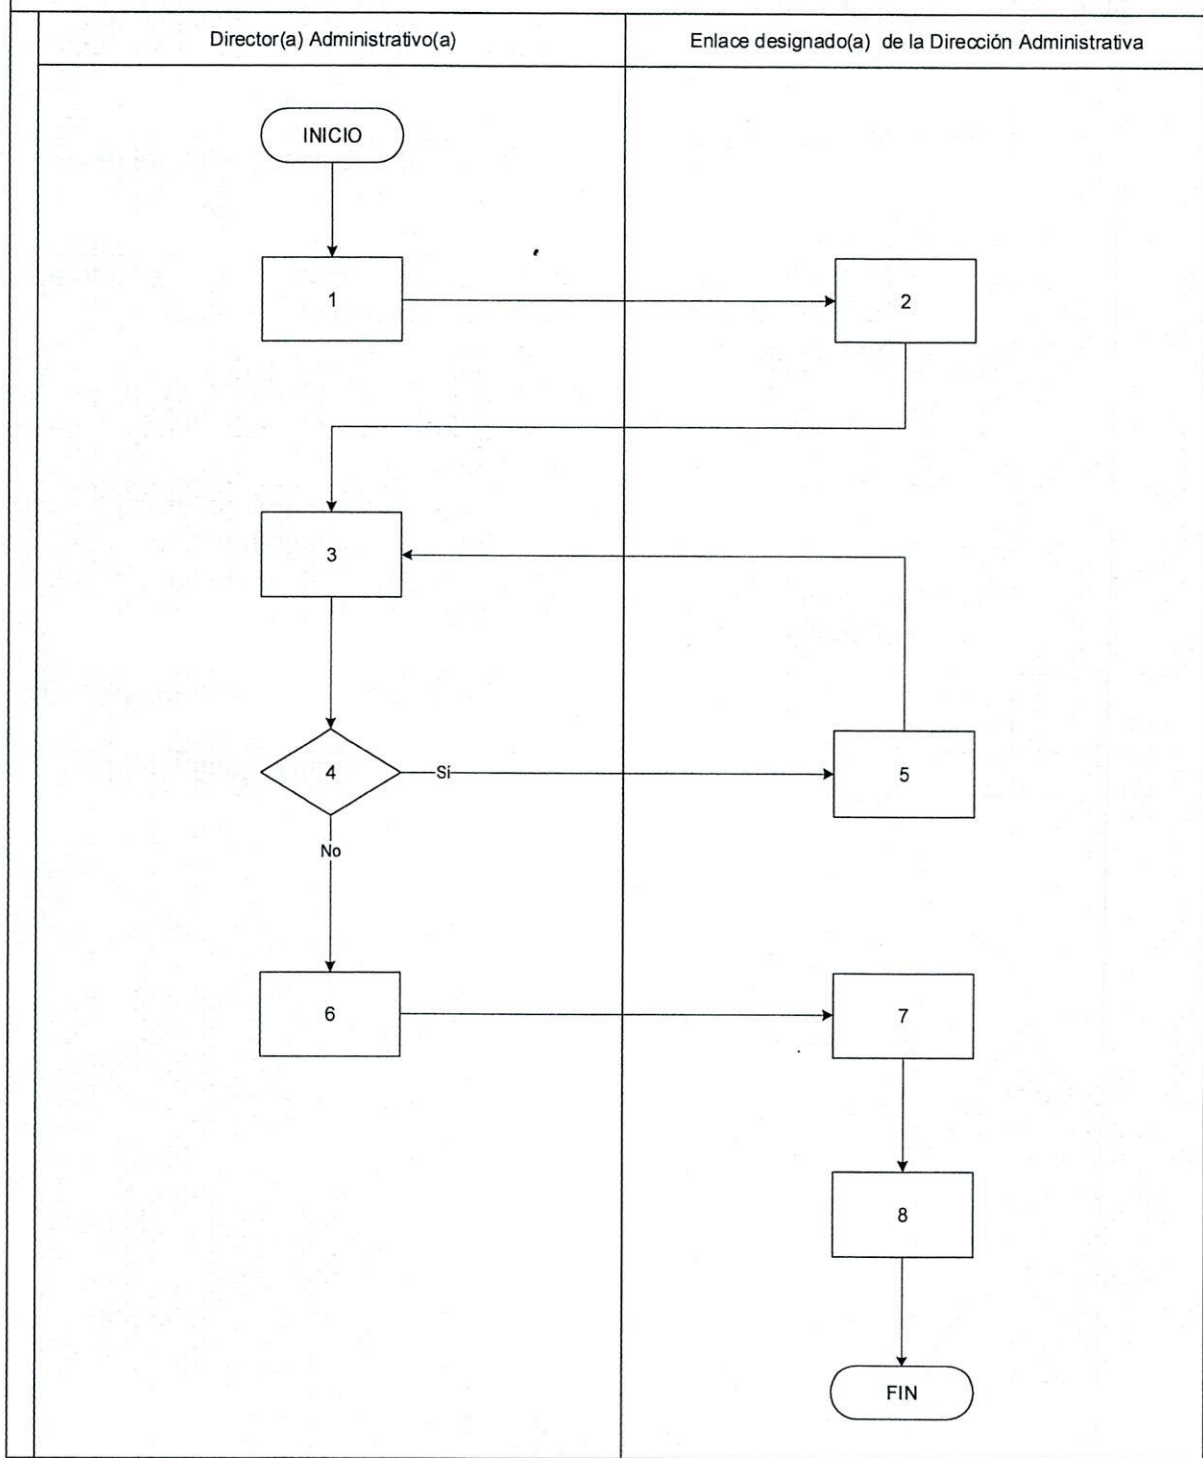 Director(a) Administrativo(a)
Enlace designado(a) de la Dirección Administrativa
INICIO
1
2
3
4
Si
5
No
6
7
8
FIN